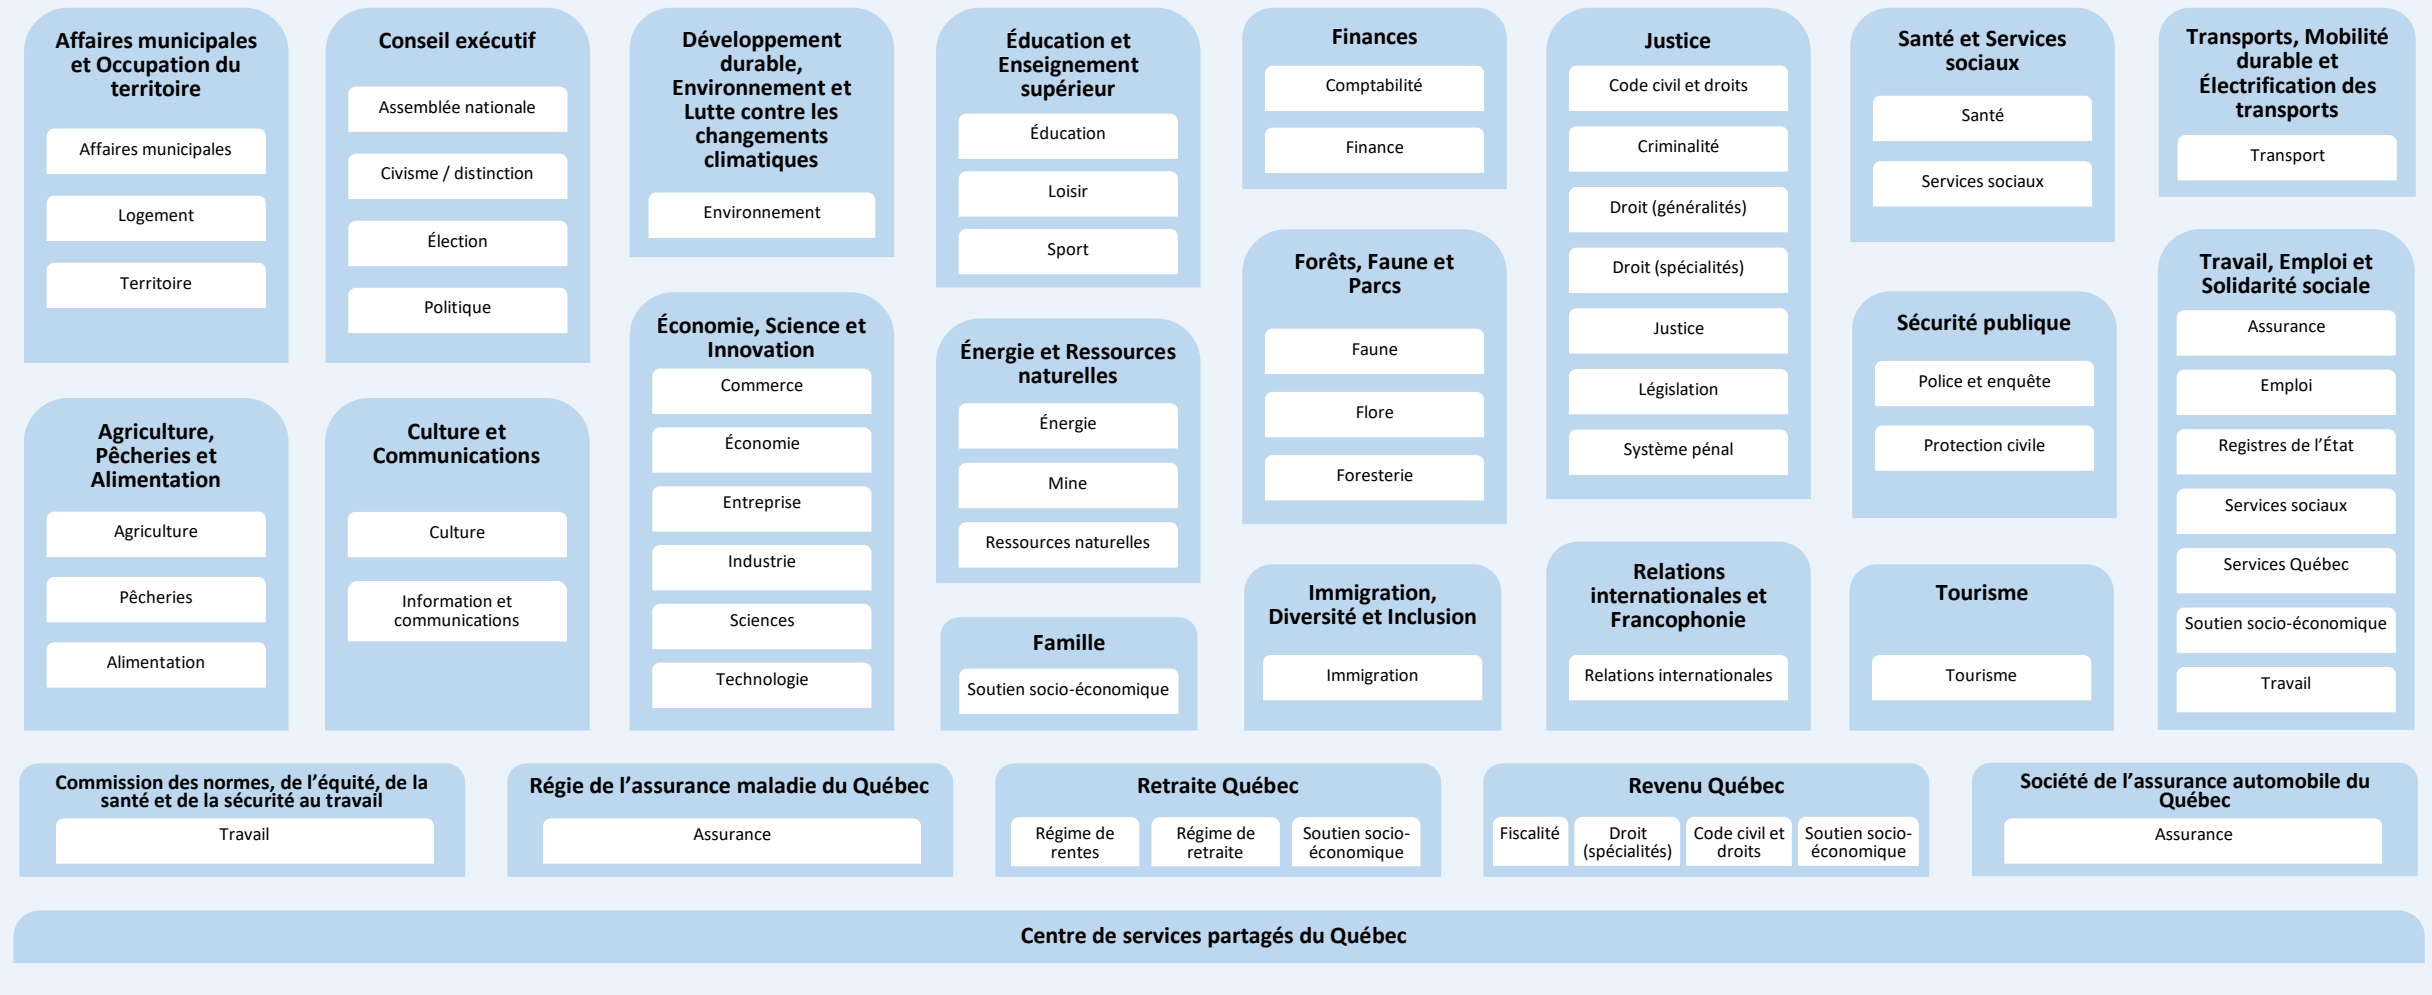 Affaires municipales
et Occupation du
territoire
Affaires municipales
Logement
Territoire
Agriculture,
Pêcheries et
Alimentation
Agriculture
Pêcheries
Alimentation
Conseil exécutif
Assemblée nationale
Civisme / distinction
Élection
Politique
Culture et
Communications
Culture
Information et
communications
Développement
durable,
Environnement et
Lutte contre les
changements
climatiques
Environnement
Économie, Science et
Innovation
Commerce
Économie
Entreprise
Industrie
Sciences
Technologie
Éducation et
Enseignement
supérieur
Éducation
Loisir
Sport
Énergie et Ressources
naturelles
Énergie
Mine
Ressources naturelles
Famille
Soutien socio-économique
Finances
Comptabilité
Finance
Forêts, Faune et
Parcs
Faune
Flore
Foresterie
Immigration,
Diversité et Inclusion
Immigration
Justice
Code civil et droits
Criminalité
Droit (généralités)
Droit (spécialités)
Justice
Législation
Système pénal
Relations
internationales et
Francophonie
Relations internationales
Santé et Services
sociaux
Santé
Services sociaux
Sécurité publique
Police et enquête
Protection civile
Tourisme
Tourisme
Transports, Mobilité
durable et
Électrification des
transports
Transport
Travail, Emploi et
Solidarité sociale
Assurance
Emploi
Registres de l’État
Services sociaux
Services Québec
Soutien socio-économique
Travail
Commission des normes, de l’équité, de la
santé et de la sécurité au travail
Travail
Régie de l’assurance maladie du Québec
Assurance
Retraite Québec
Régime de
rentes
Régime de
retraite
Soutien socio-
économique
Revenu Québec
Fiscalité
Droit
(spécialités)
Code civil et
droits
Soutien socio-
économique
Société de l’assurance automobile du
Québec
Assurance
Centre de services partagés du Québec